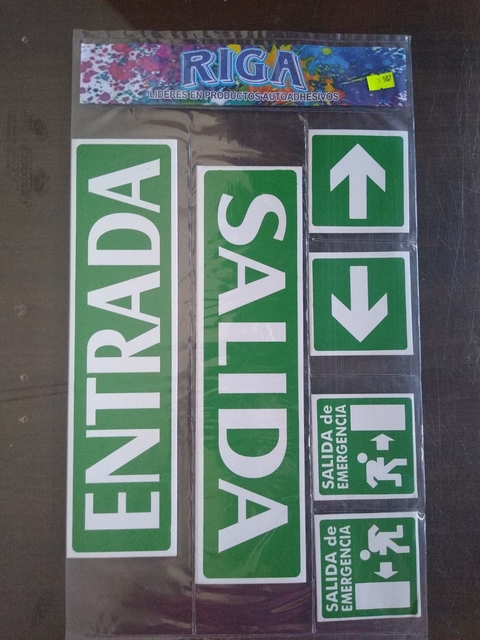 RIGA
LIDERES EN PRODUCTOS AUTOADHESIVOS
ENTRADA
SALIDA
SALIDA de
EMERGENCIA
SALIDA de
EMERGENCIA